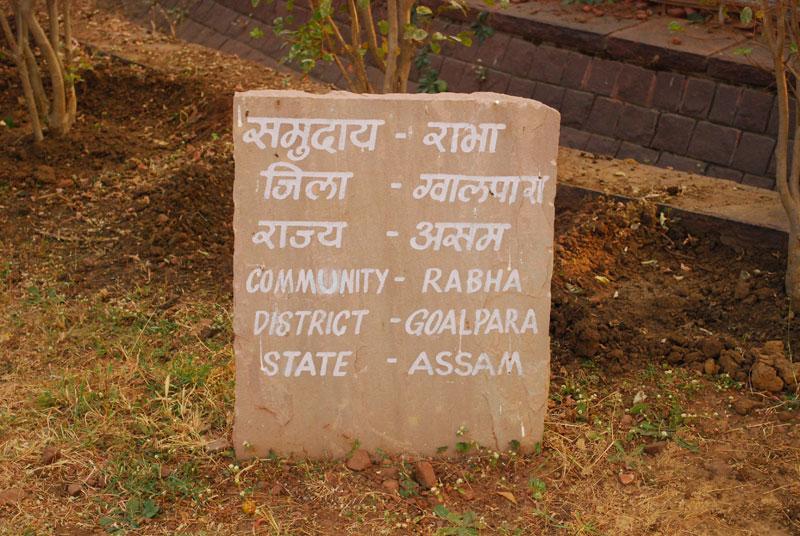 समुदाय - राभा
जिला - ग्वालपारा
राज्य - असम
COMMUNITY - RABHA
DISTRICT - GOALPARA
STATE - ASSAM